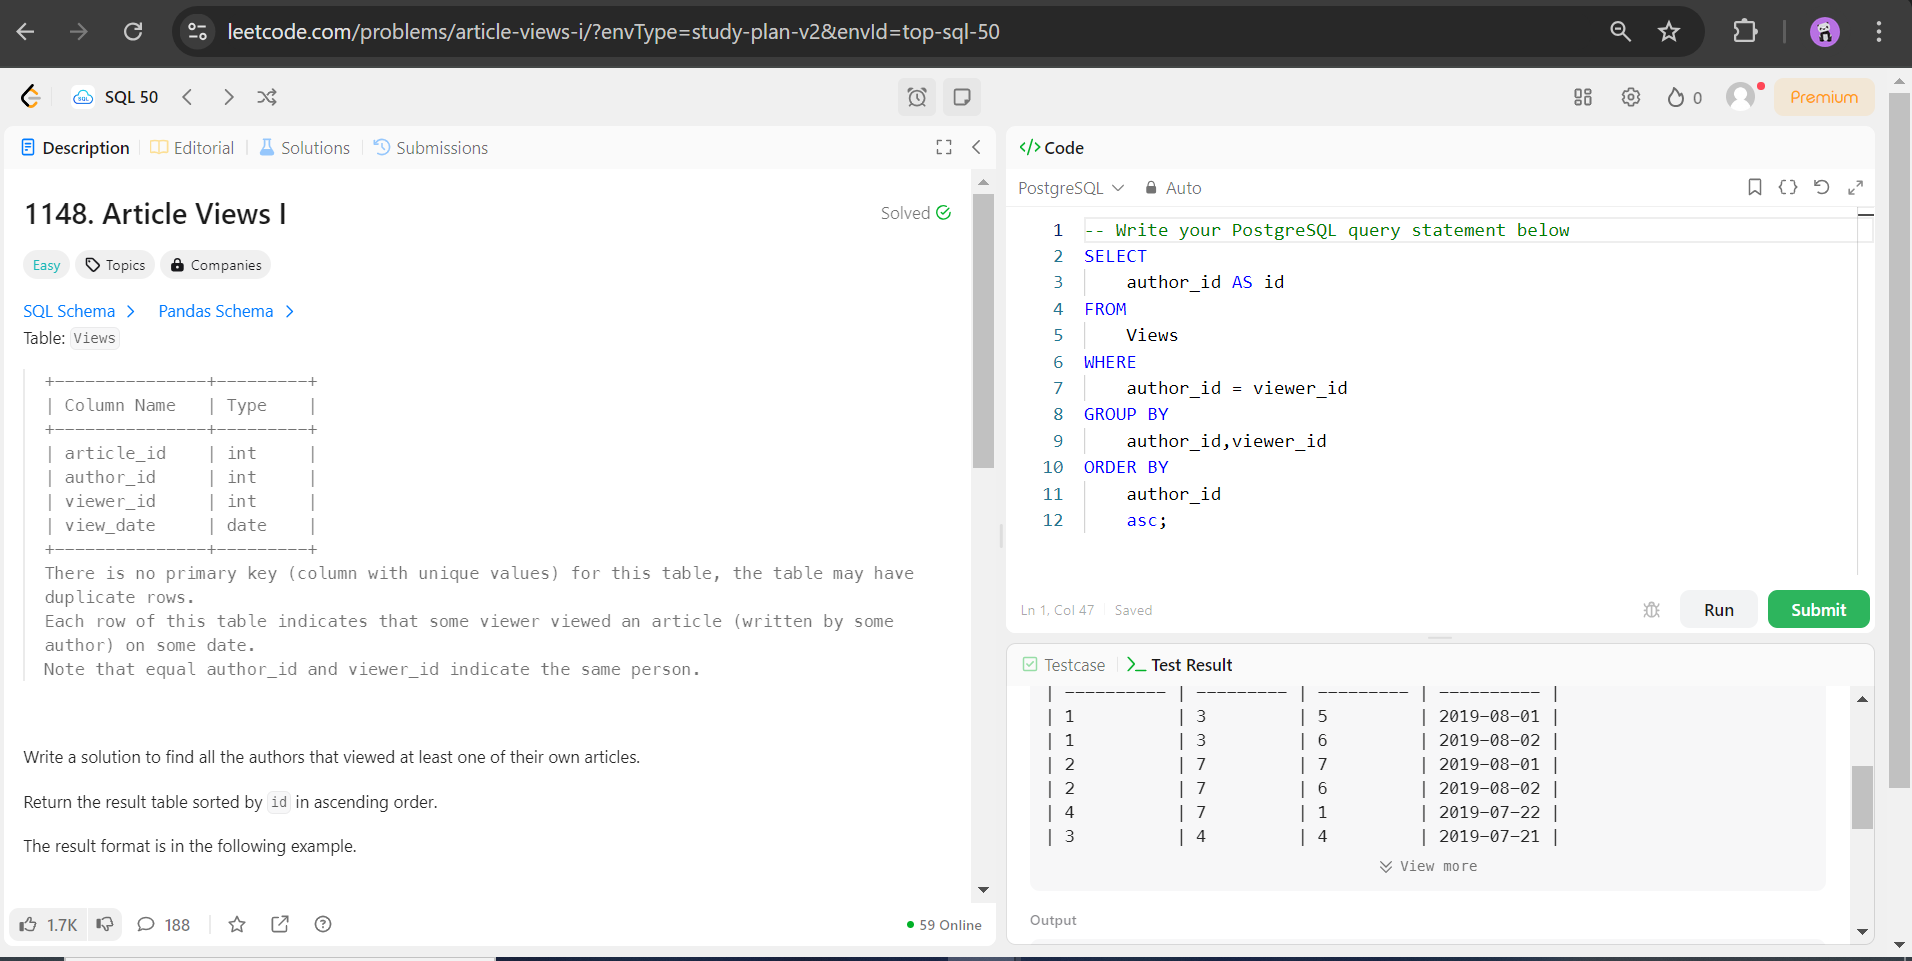 leetcode.com/problems/article-views-i/?envType=study-plan-v2&envId=top-sql-50
SQL 50
0
Premium
Description
Editorial
Solutions
Submissions
1148. Article Views I
Solved
Easy
Topics
Companies
SQL Schema
Pandas Schema
Table: Views
+---------------+---------+
| Column Name   | Type    |
+---------------+---------+
| article_id    | int     |
| author_id     | int     |
| viewer_id     | int     |
| view_date     | date    |
+---------------+---------+
There is no primary key (column with unique values) for this table, the table may have
duplicate rows.
Each row of this table indicates that some viewer viewed an article (written by some
author) on some date.
Note that equal author_id and viewer_id indicate the same person.
Write a solution to find all the authors that viewed at least one of their own articles.
Return the result table sorted by id in ascending order.
The result format is in the following example.
1.7K
188
59 Online
</> Code
PostgreSQL
Auto
1 -- Write your PostgreSQL query statement below
2 SELECT
3     author_id AS id
4 FROM
5     Views
6 WHERE
7     author_id = viewer_id
8 GROUP BY
9     author_id,viewer_id
10 ORDER BY
11     author_id
12     asc;
Ln 1, Col 47
Saved
Run
Submit
Testcase
Test Result
| ---------- | --------- | --------- | ---------- |
| 1          | 3         | 5         | 2019-08-01 |
| 1          | 3         | 6         | 2019-08-02 |
| 2          | 7         | 7         | 2019-08-01 |
| 2          | 7         | 6         | 2019-08-02 |
| 4          | 7         | 1         | 2019-07-22 |
| 3          | 4         | 4         | 2019-07-21 |
View more
Output